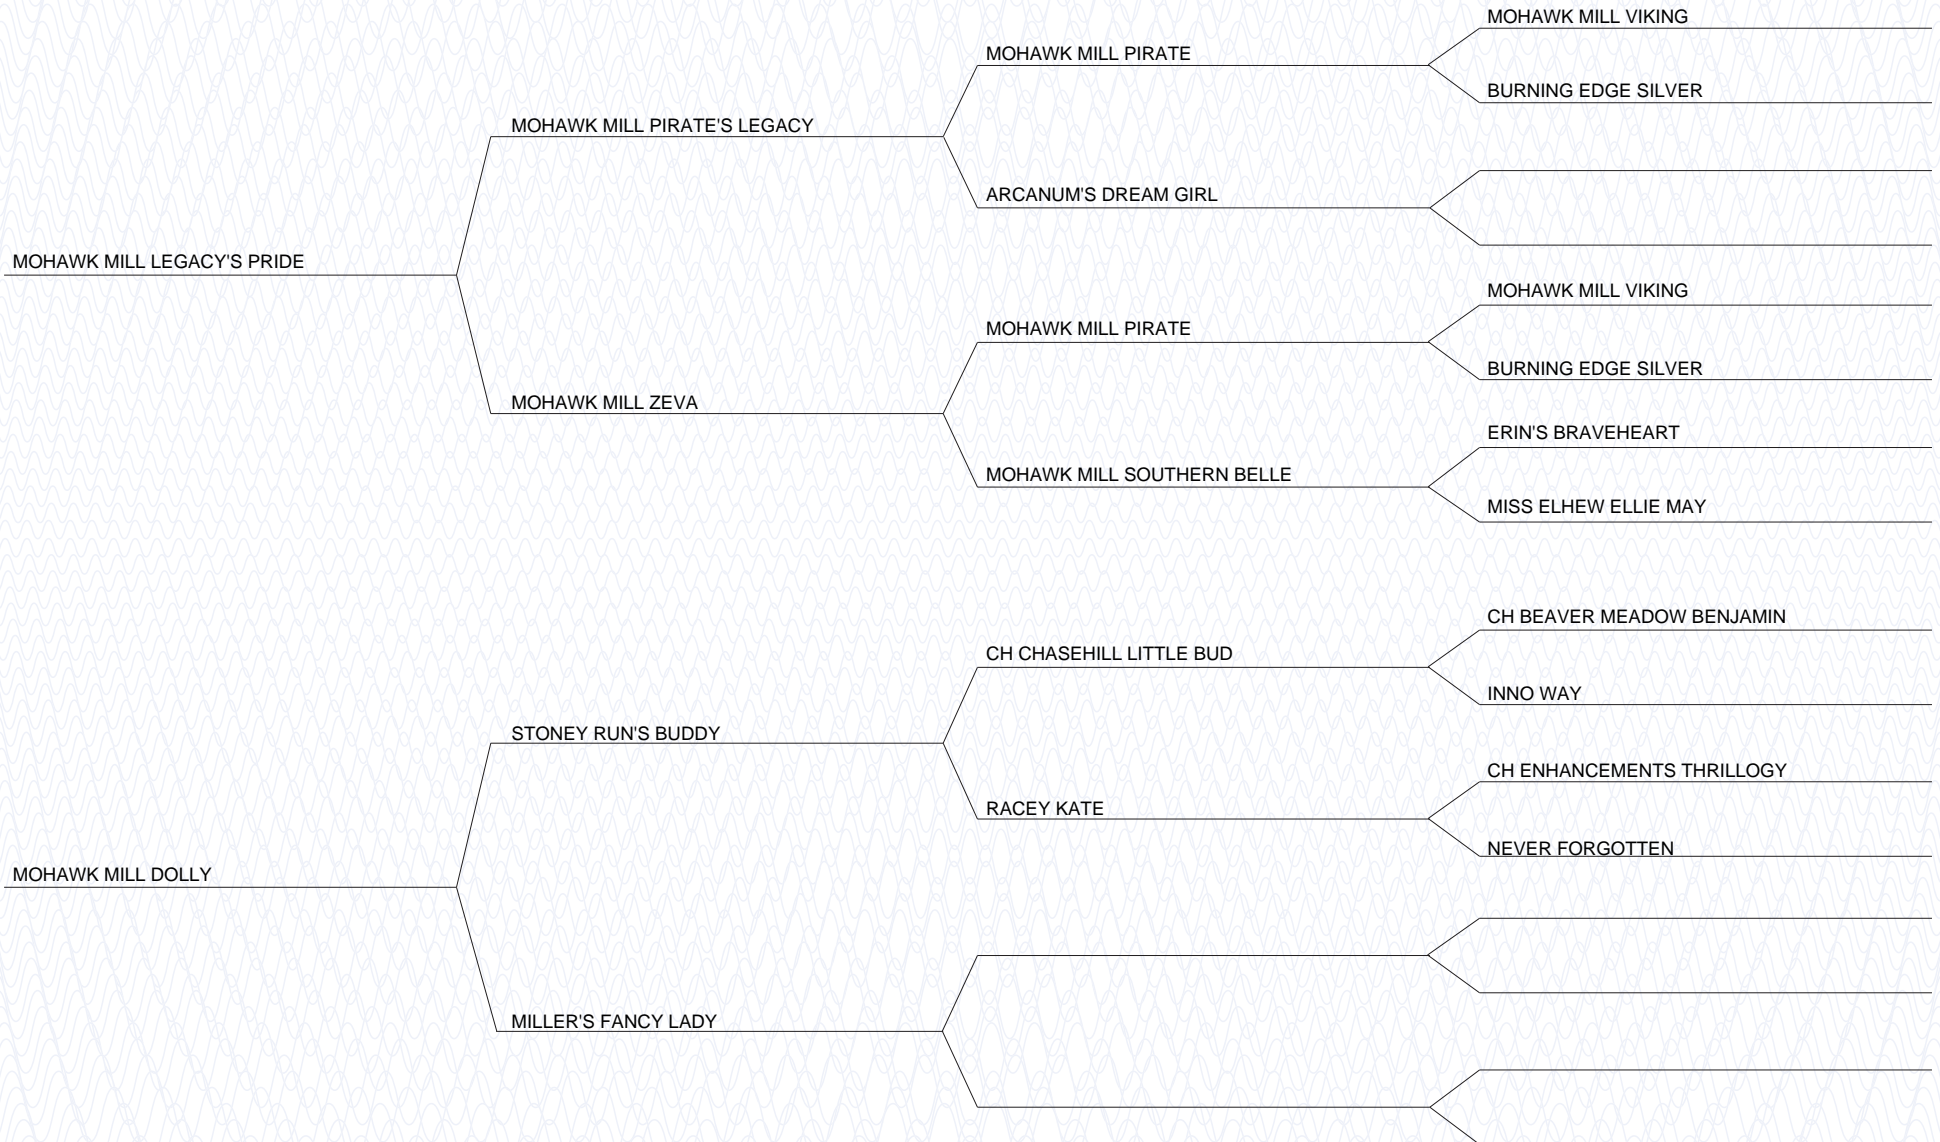 MOHAWK MILL VIKING
MOHAWK MILL PIRATE
BURNING EDGE SILVER
MOHAWK MILL PIRATE'S LEGACY
ARCANUM'S DREAM GIRL
MOHAWK MILL LEGACY'S PRIDE
MOHAWK MILL VIKING
MOHAWK MILL PIRATE
BURNING EDGE SILVER
MOHAWK MILL ZEVA
ERIN'S BRAVEHEART
MOHAWK MILL SOUTHERN BELLE
MISS ELHEW ELLIE MAY
CH BEAVER MEADOW BENJAMIN
CH CHASEHILL LITTLE BUD
INNO WAY
STONEY RUN'S BUDDY
CH ENHANCEMENTS THRILLOGY
RACEY KATE
NEVER FORGOTTEN
MOHAWK MILL DOLLY
MILLER'S FANCY LADY